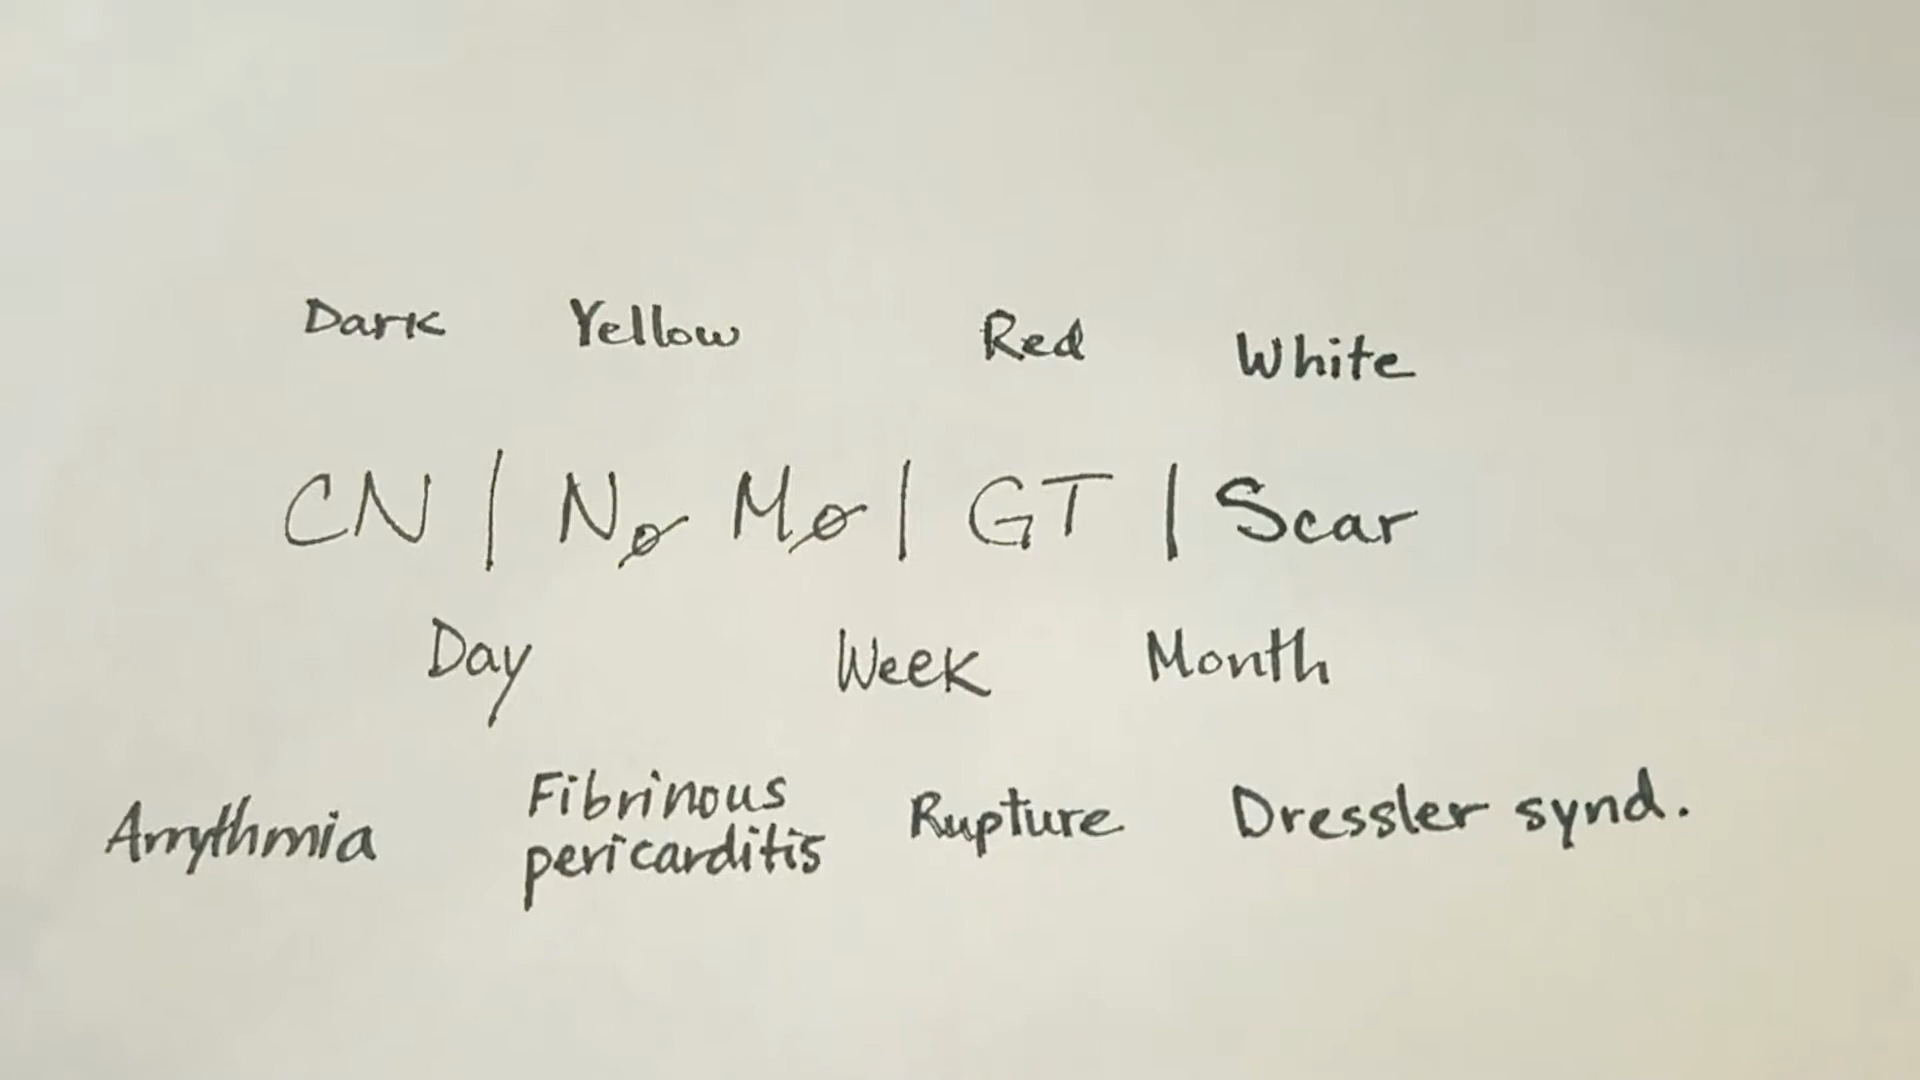 Dark Yellow Red White
CN | Nø Mø | GT | Scar
Day Week Month
Arrythmia Fibrinous pericarditis Rupture Dressler synd.